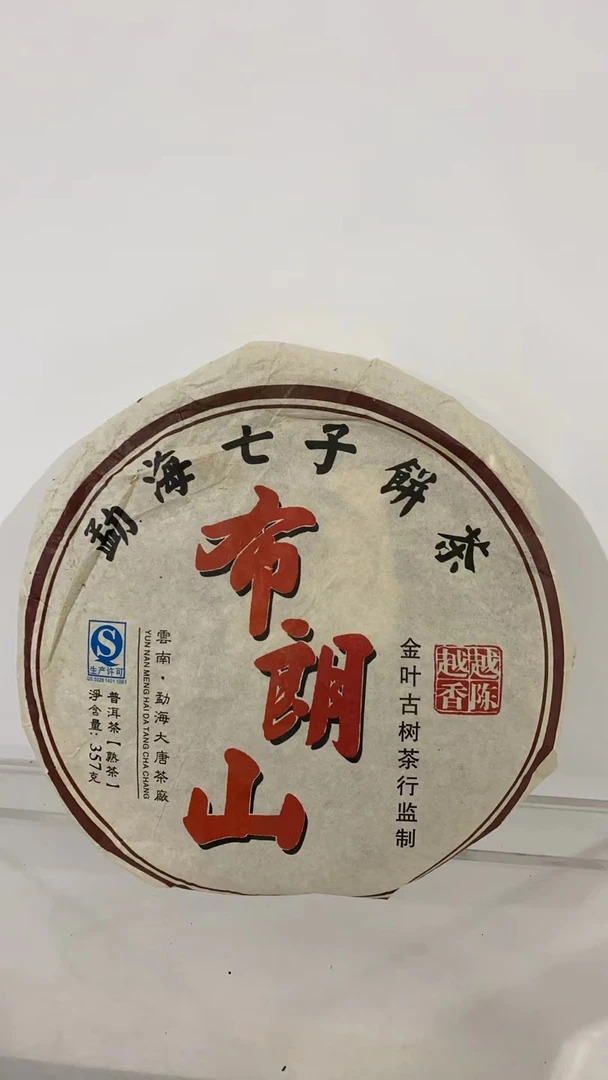 勐海七子餅茶
布朗山
金叶古树茶行监制
越陈
越香
雲南·勐海大唐茶廠
YUN NAN MENG HAI DA TANG CHA CHANG
生产许可
普洱茶【熟茶】
淨含量：357克